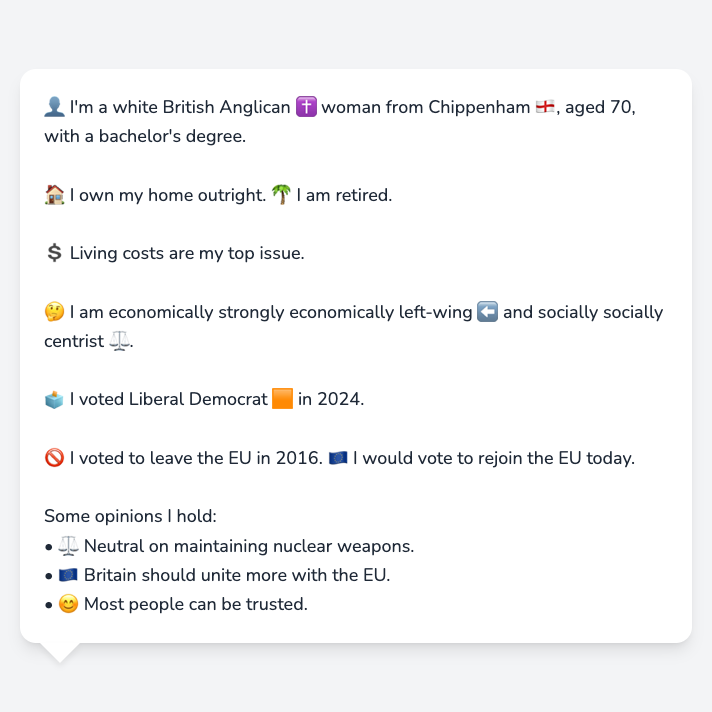 👤 I'm a white British Anglican ✝️ woman from Chippenham 🏴󠁧󠁢󠁥󠁮󠁧󠁿, aged 70,
with a bachelor's degree.
🏠 I own my home outright. 🌴 I am retired.
💲 Living costs are my top issue.
🤔 I am economically strongly economically left-wing ⬅️ and socially socially
centrist ⚖️.
🗳️ I voted Liberal Democrat 🟧 in 2024.
🚫 I voted to leave the EU in 2016. 🇪🇺 I would vote to rejoin the EU today.
Some opinions I hold:
• ⚖️ Neutral on maintaining nuclear weapons.
• 🇪🇺 Britain should unite more with the EU.
• 😊 Most people can be trusted.